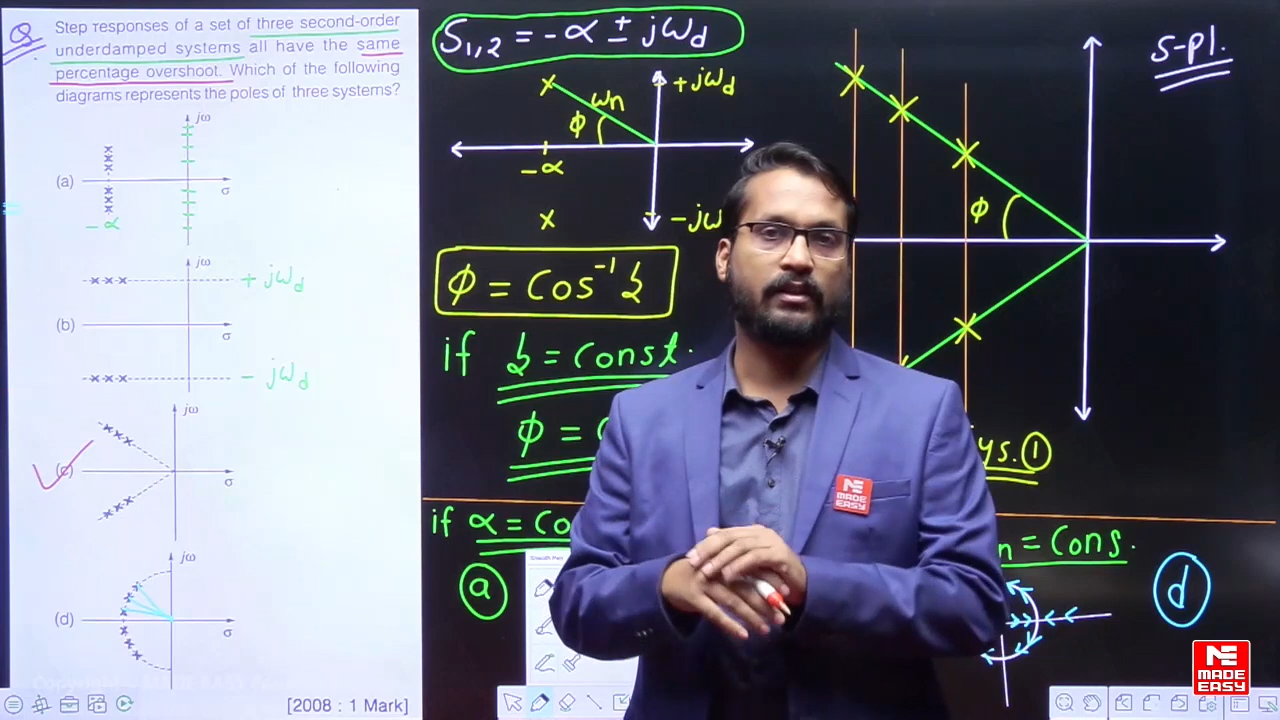 Q
Step responses of a set of three second-order
underdamped systems all have the same
percentage overshoot. Which of the following
diagrams represents the poles of three systems?
jω
(a)
σ
-α
jω
+jωd
(b)
σ
-jωd
jω
(c)
σ
jω
(d)
σ
[2008 : 1 Mark]
S1,2 = -α ± jωd
+jωd
ωn
ϕ
-α
-jω
ϕ = Cos⁻¹ ξ
if ξ = Const.
ϕ =
if α = Co
a
s-pl.
ϕ
ys. 1
n = Cons.
d
MADE EASY
MADE EASY